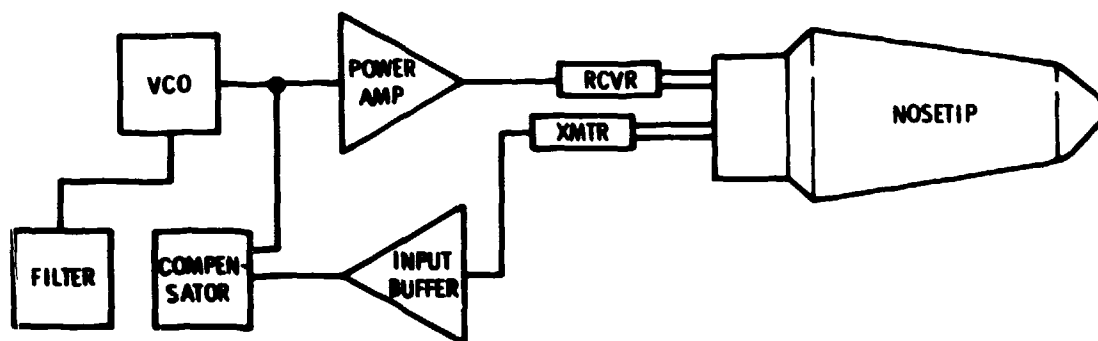 VCO
POWER
AMP
RCVR
XMTR
NOSETIP
FILTER
COMPEN-
SATOR
INPUT
BUFFER